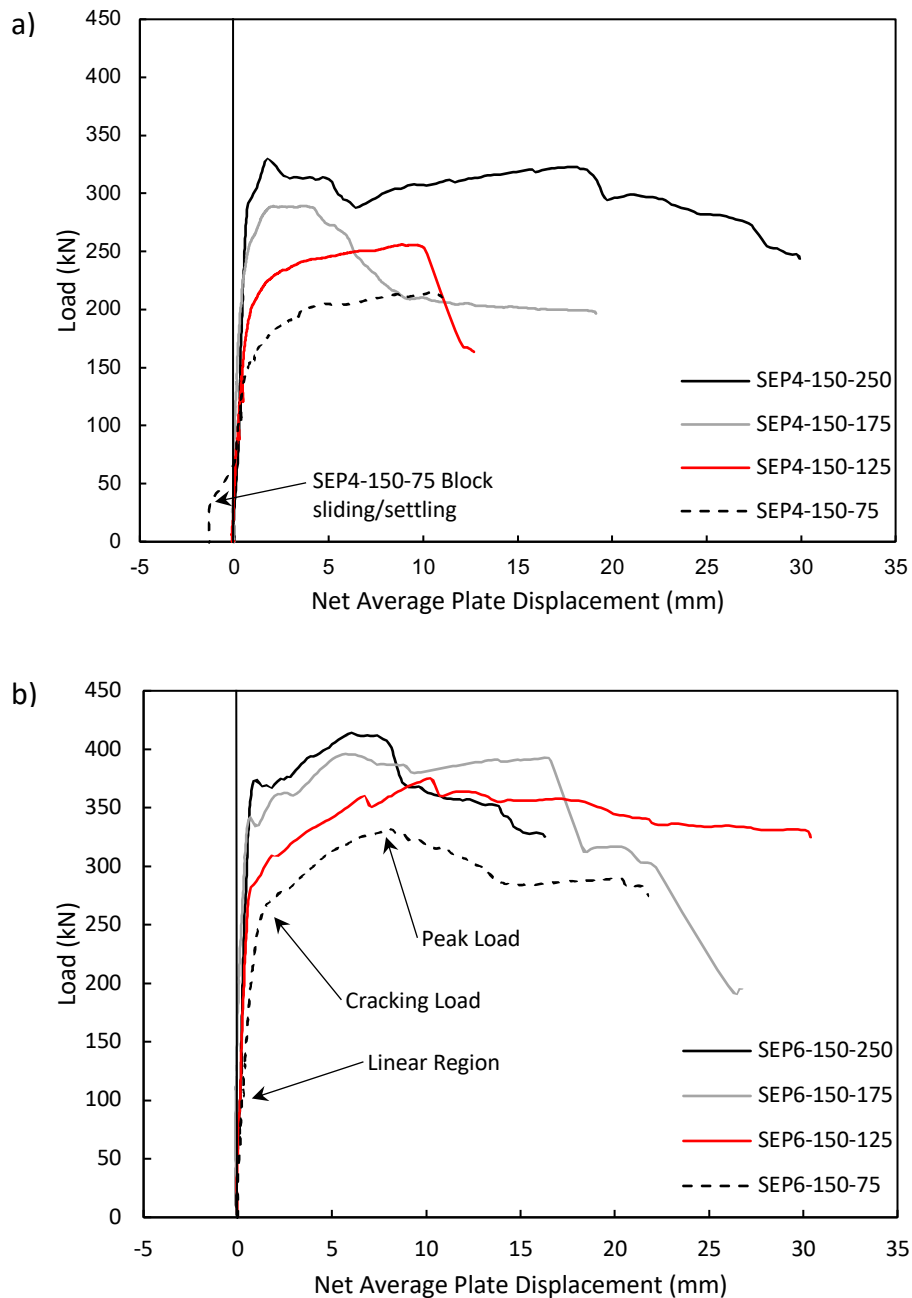 a)
450
400
350
300
250
200
150
100
50
0
Load (kN)
SEP4-150-250
SEP4-150-175
SEP4-150-125
SEP4-150-75
SEP4-150-75 Block
sliding/settling
-5 0 5 10 15 20 25 30 35
Net Average Plate Displacement (mm)
b)
450
400
350
300
250
200
150
100
50
0
Load (kN)
Peak Load
Cracking Load
Linear Region
SEP6-150-250
SEP6-150-175
SEP6-150-125
SEP6-150-75
-5 0 5 10 15 20 25 30 35
Net Average Plate Displacement (mm)